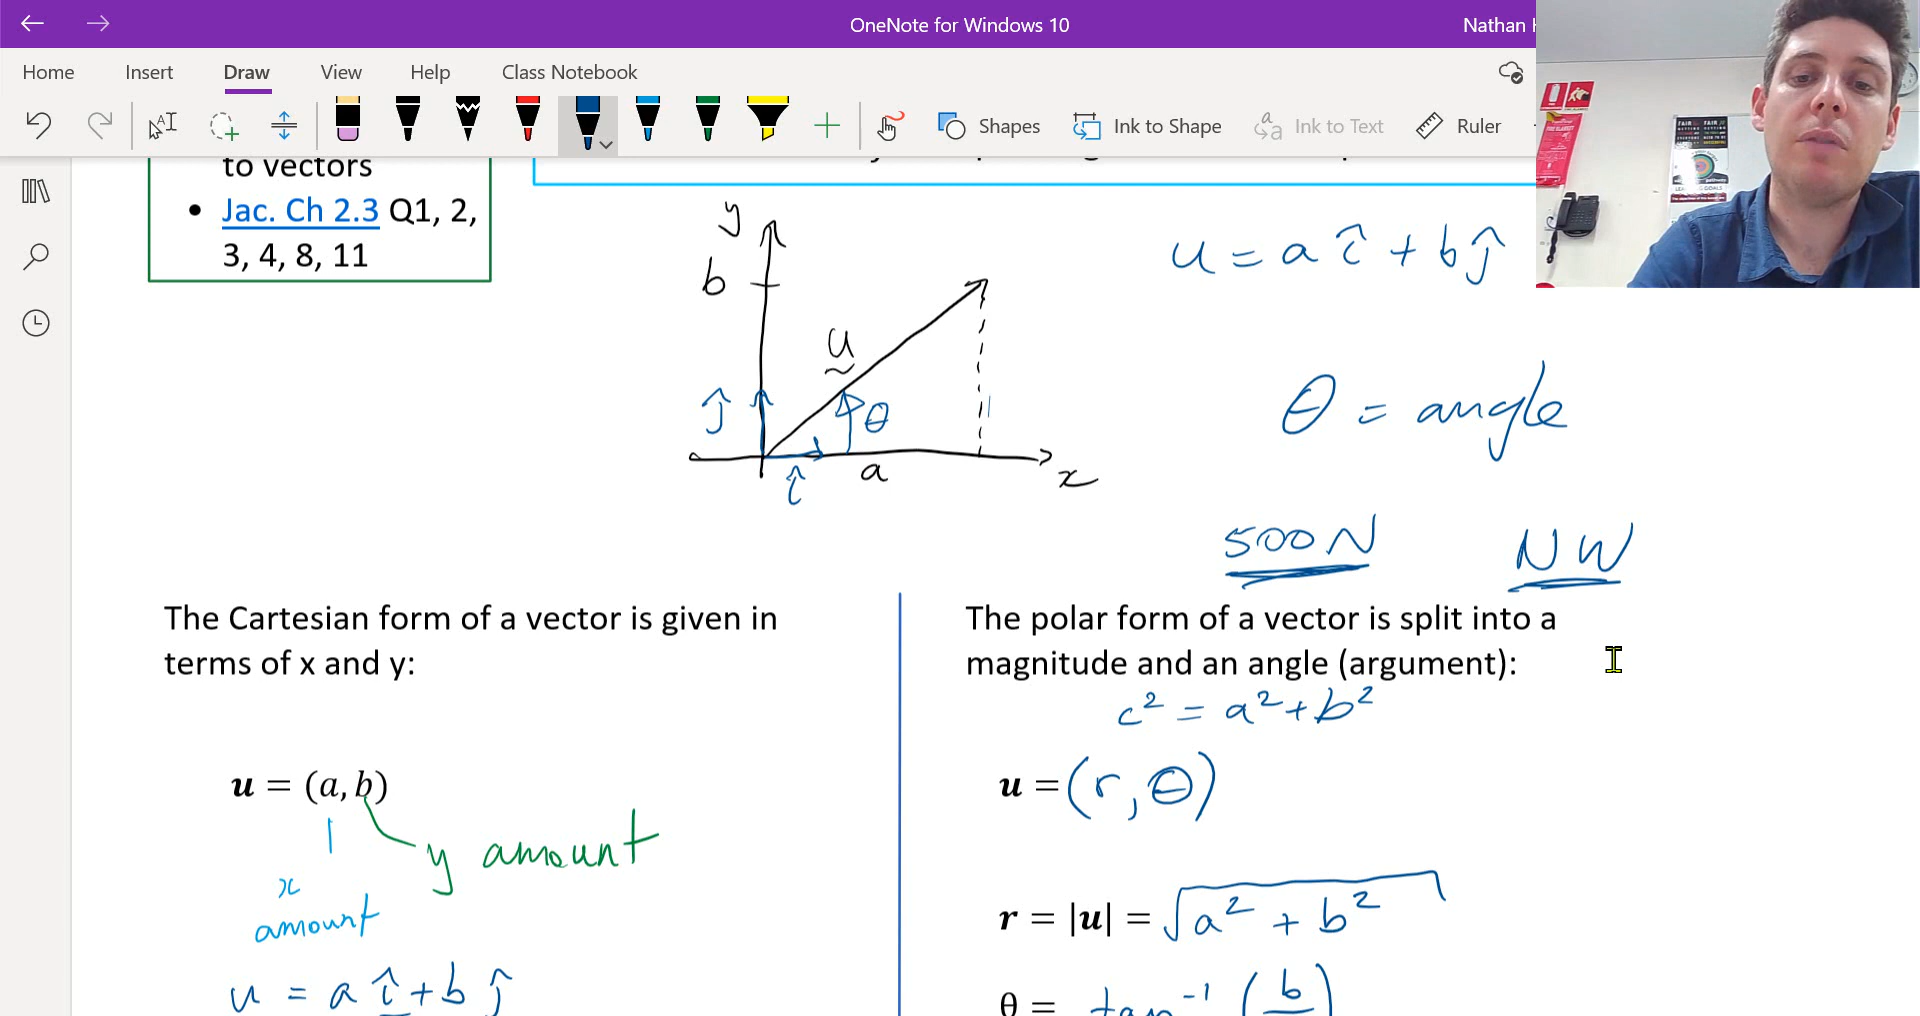 OneNote for Windows 10
Nathan
Home Insert Draw View Help Class Notebook
Shapes Ink to Shape Ink to Text Ruler
to vectors
• Jac. Ch 2.3 Q1, 2,
3, 4, 8, 11
y
b
u
ĵ
θ
î
a
x
u = a î + b ĵ
θ = angle
500N NW
The Cartesian form of a vector is given in
terms of x and y:
u = (a, b)
y amount
x
amount
u = a î + b ĵ
The polar form of a vector is split into a
magnitude and an angle (argument):
c² = a² + b²
u = (r, θ)
r = |u| = √a² + b²
θ = tan⁻¹ (b